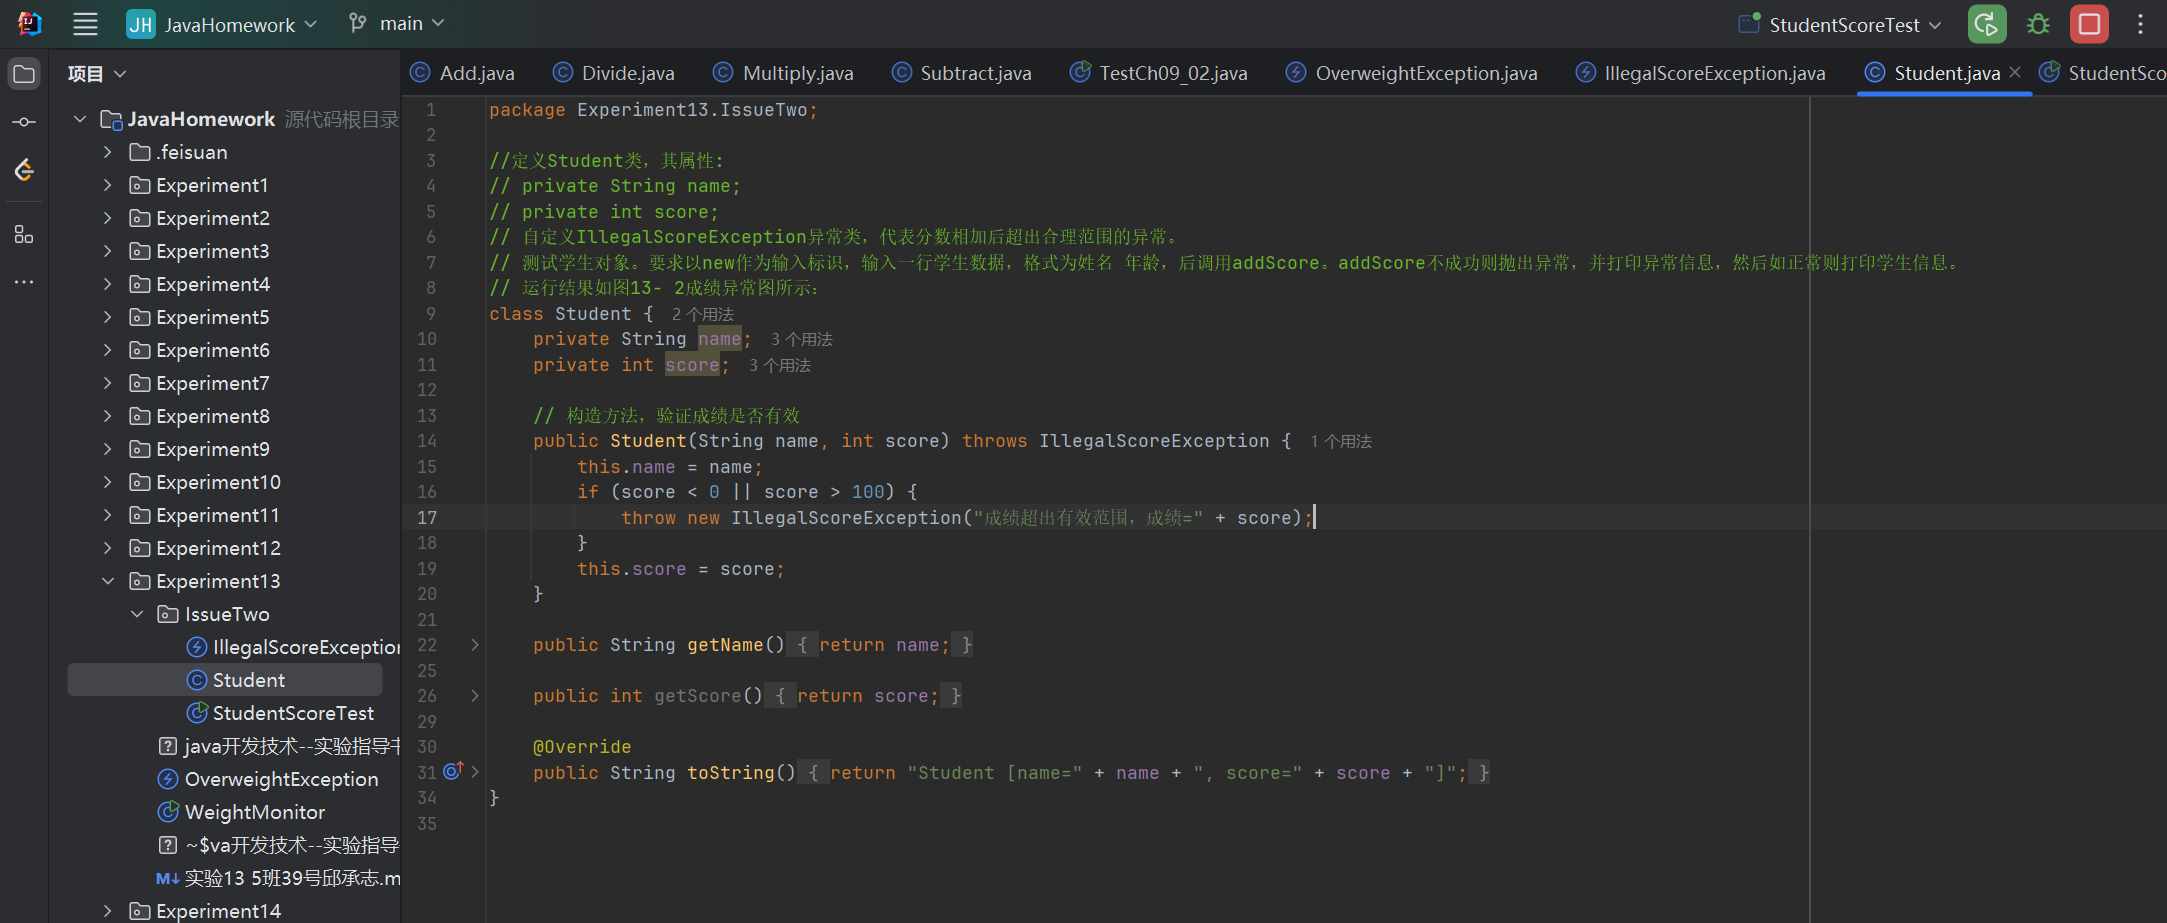 JH JavaHomework main StudentScoreTest
项目
Add.java Divide.java Multiply.java Subtract.java TestCh09_02.java OverweightException.java IllegalScoreException.java Student.java StudentSco
JavaHomework 源代码根目录
.feisuan
Experiment1
Experiment2
Experiment3
Experiment4
Experiment5
Experiment6
Experiment7
Experiment8
Experiment9
Experiment10
Experiment11
Experiment12
Experiment13
IssueTwo
IllegalScoreException
Student
StudentScoreTest
java开发技术--实验指导书
OverweightException
WeightMonitor
~$va开发技术--实验指导
实验13 5班39号邱承志.m
Experiment14
1 package Experiment13.IssueTwo;
2
3 //定义Student类，其属性:
4 // private String name;
5 // private int score;
6 // 自定义IllegalScoreException异常类，代表分数相加后超出合理范围的异常。
7 // 测试学生对象。要求以new作为输入标识，输入一行学生数据，格式为姓名 年龄，后调用addScore。addScore不成功则抛出异常，并打印异常信息，然后如正常则打印学生信息。
8 // 运行结果如图13- 2成绩异常图所示:
9 class Student { 2 个用法
10 private String name; 3 个用法
11 private int score; 3 个用法
12
13 // 构造方法，验证成绩是否有效
14 public Student(String name, int score) throws IllegalScoreException { 1 个用法
15 this.name = name;
16 if (score < 0 || score > 100) {
17 throw new IllegalScoreException("成绩超出有效范围，成绩=" + score);
18 }
19 this.score = score;
20 }
21
22 public String getName() { return name; }
25
26 public int getScore() { return score; }
29
30 @Override
31 public String toString() { return "Student [name=" + name + ", score=" + score + "]"; }
34 }
35